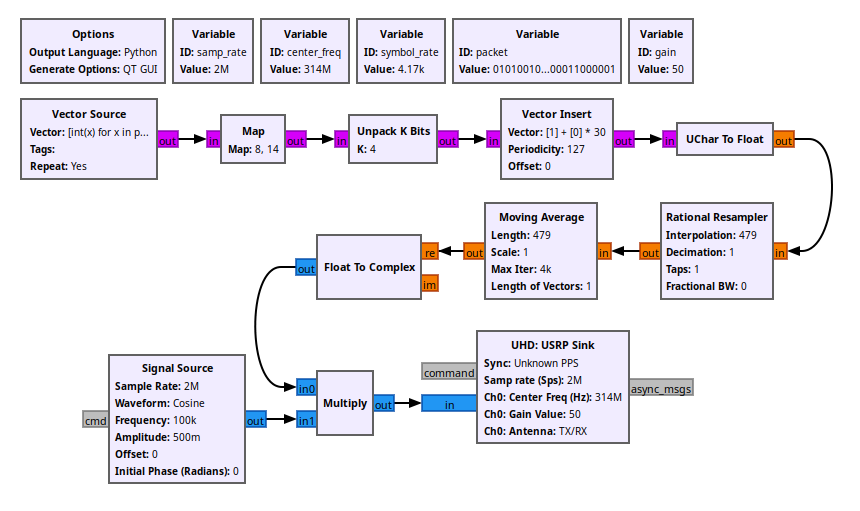 Options
Output Language: Python
Generate Options: QT GUI
Variable
ID: samp_rate
Value: 2M
Variable
ID: center_freq
Value: 314M
Variable
ID: symbol_rate
Value: 4.17k
Variable
ID: packet
Value: 01010010...00011000001
Variable
ID: gain
Value: 50
Vector Source
Vector: [int(x) for x in p...
Tags:
Repeat: Yes
out
in
Map
Map: 8, 14
out
in
Unpack K Bits
K: 4
out
in
Vector Insert
Vector: [1] + [0] * 30
Periodicity: 127
Offset: 0
out
in
UChar To Float
out
Rational Resampler
Interpolation: 479
Decimation: 1
Taps: 1
Fractional BW: 0
in
out
Moving Average
Length: 479
Scale: 1
Max Iter: 4k
Length of Vectors: 1
in
out
Float To Complex
re
im
out
Signal Source
Sample Rate: 2M
Waveform: Cosine
Frequency: 100k
Amplitude: 500m
Offset: 0
Initial Phase (Radians): 0
cmd
out
in0
in1
Multiply
out
command
in
UHD: USRP Sink
Sync: Unknown PPS
Samp rate (Sps): 2M
Ch0: Center Freq (Hz): 314M
Ch0: Gain Value: 50
Ch0: Antenna: TX/RX
async_msgs